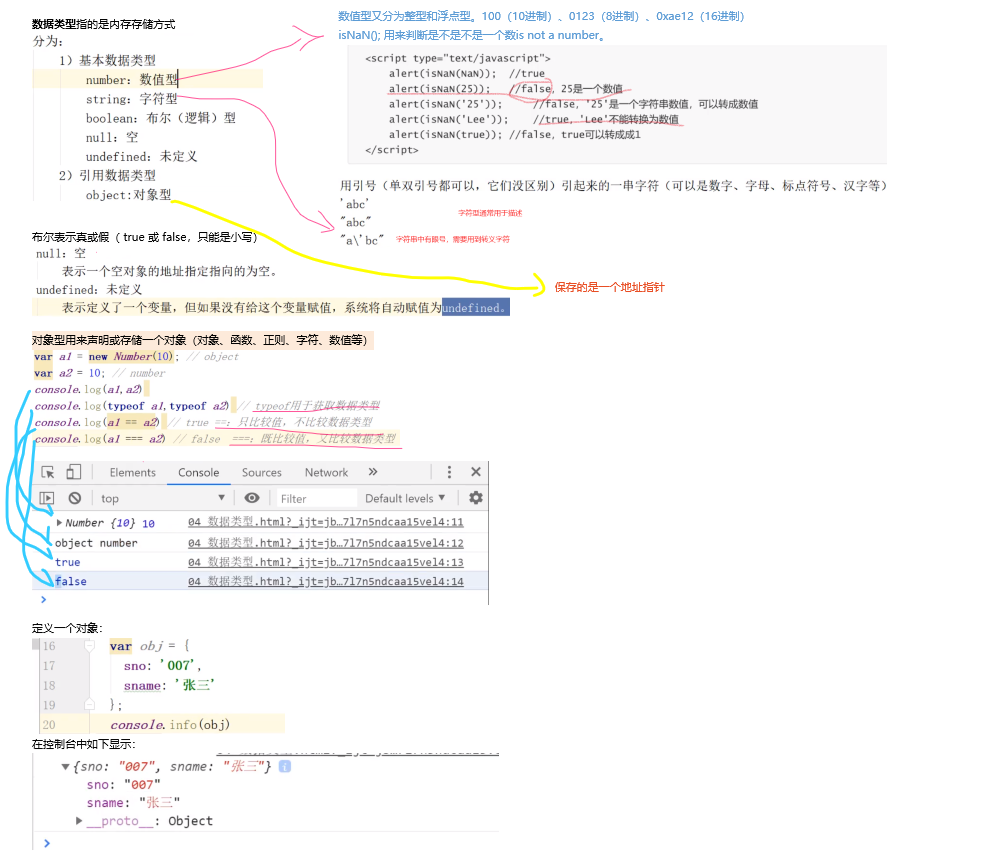 数据类型指的是内存存储方式
分为：
1）基本数据类型
number：数值型
string：字符型
boolean：布尔（逻辑）型
null：空
undefined：未定义
2）引用数据类型
object:对象型
数值型又分为整型和浮点型。100（10进制）、0123（8进制）、0xae12（16进制）
isNaN(); 用来判断是不是不是一个数is not a number。
<script type="text/javascript">
alert(isNaN(NaN));  //true
alert(isNaN(25));  //false，25是一个数值
alert(isNaN('25'));  //false，'25'是一个字符串数值，可以转成数值
alert(isNaN('Lee'));  //true，'Lee'不能转换为数值
alert(isNaN(true)); //false，true可以转成成1
</script>
用引号（单双引号都可以，它们没区别）引起来的一串字符（可以是数字、字母、标点符号、汉字等）
'abc'
"abc"
字符型通常用于描述
"a\'bc"
字符串中有引号，需要用到转义字符
布尔表示真或假（ true 或 false，只能是小写）
null：空
表示一个空对象的地址指定指向的为空。
undefined：未定义
表示定义了一个变量，但如果没有给这个变量赋值，系统将自动赋值为undefined。
保存的是一个地址指针
对象型用来声明或存储一个对象（对象、函数、正则、字符、数值等）
var a1 = new Number(10); // object
var a2 = 10; // number
console.log(a1,a2)
console.log(typeof a1,typeof a2) // typeof用于获取数据类型
console.log(a1 == a2) // true ==：只比较值，不比较数据类型
console.log(a1 === a2) // false  ===：既比较值，又比较数据类型
Elements Console Sources Network »
top Filter Default levels ▼
▶Number {10} 10 04 数据类型.html?_ijt=jb…7l7n5ndcaa15vel4:11
object number 04 数据类型.html?_ijt=jb…7l7n5ndcaa15vel4:12
true 04 数据类型.html?_ijt=jb…7l7n5ndcaa15vel4:13
false 04 数据类型.html?_ijt=jb…7l7n5ndcaa15vel4:14
>
定义一个对象：
16 var obj = {
17 sno: '007',
18 sname: '张三'
19 };
20 console.info(obj)
在控制台中如下显示：
▼{sno: "007", sname: "张三"}
sno: "007"
sname: "张三"
▶__proto__: Object
>